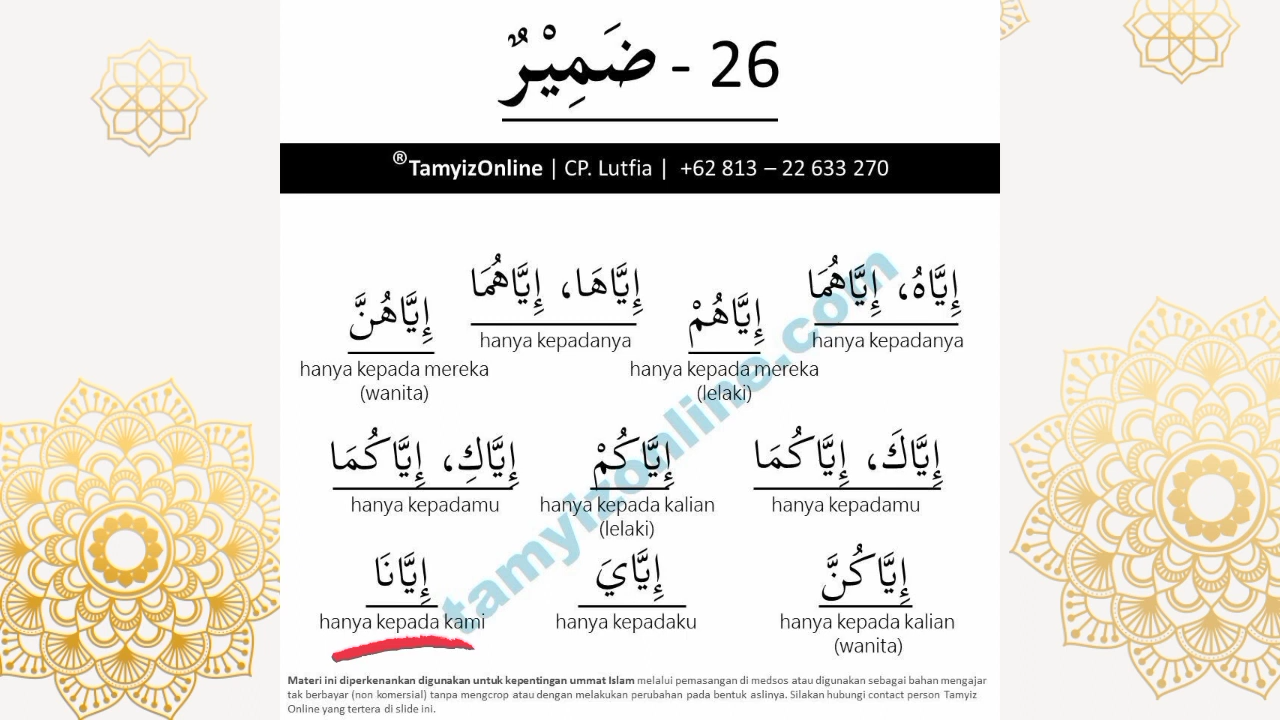 26 - ضَمِيْرٌ
®TamyizOnline | CP. Lutfia | +62 813 – 22 633 270
إِيَّاهُ، إِيَّاهُمَا
hanya kepadanya
إِيَّاهُمْ
hanya kepada mereka
(lelaki)
إِيَّاهَا، إِيَّاهُمَا
hanya kepadanya
إِيَّاهُنَّ
hanya kepada mereka
(wanita)
إِيَّاكَ، إِيَّاكُمَا
hanya kepadamu
إِيَّاكُمْ
hanya kepada kalian
(lelaki)
إِيَّاكِ، إِيَّاكُمَا
hanya kepadamu
إِيَّاكُنَّ
hanya kepada kalian
(wanita)
إِيَّايَ
hanya kepadaku
إِيَّانَا
hanya kepada kami
tamyizonline.com
Materi ini diperkenankan digunakan untuk kepentingan ummat Islam melalui pemasangan di medsos atau digunakan sebagai bahan mengajar
tak berbayar (non komersial) tanpa mengcrop atau dengan melakukan perubahan pada bentuk aslinya. Silakan hubungi contact person Tamyiz
Online yang tertera di slide ini.